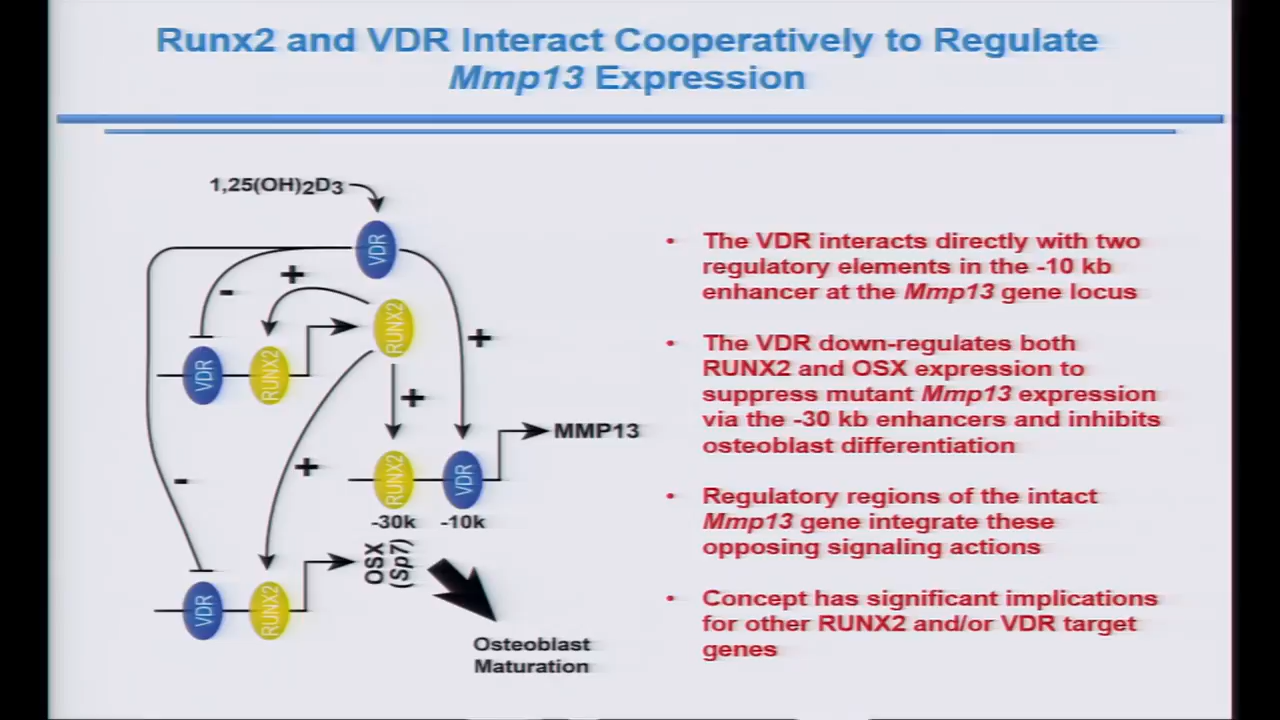 Runx2 and VDR Interact Cooperatively to Regulate
Mmp13 Expression
1,25(OH)2D3
VDR
+
-
RUNX2
+
VDR
RUNX2
+
MMP13
+
-
RUNX2
VDR
-30k
-10k
OSX
(Sp7)
VDR
RUNX2
Osteoblast
Maturation
• The VDR interacts directly with two
regulatory elements in the -10 kb
enhancer at the Mmp13 gene locus
• The VDR down-regulates both
RUNX2 and OSX expression to
suppress mutant Mmp13 expression
via the -30 kb enhancers and inhibits
osteoblast differentiation
• Regulatory regions of the intact
Mmp13 gene integrate these
opposing signaling actions
• Concept has significant implications
for other RUNX2 and/or VDR target
genes